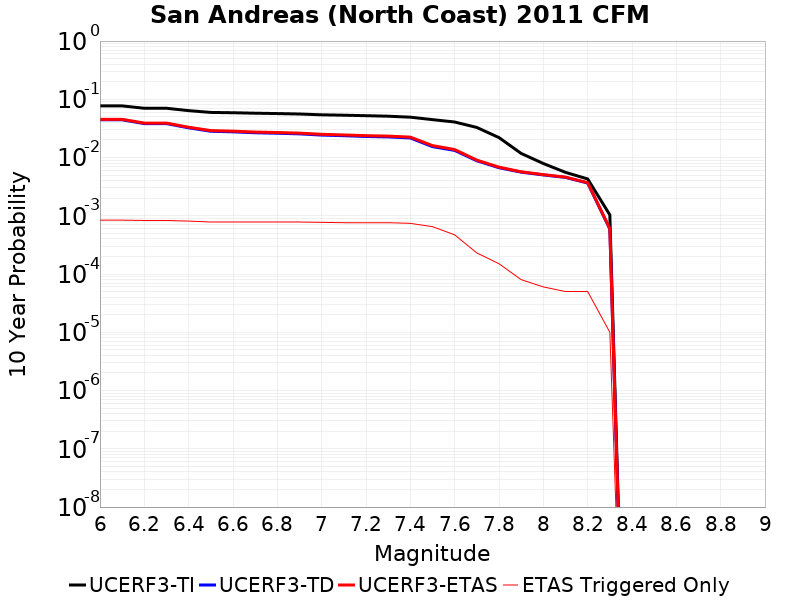 San Andreas (North Coast) 2011 CFM
10^0
10^-1
10^-2
10^-3
10^-4
10^-5
10^-6
10^-7
10^-8
10 Year Probability
6 6.2 6.4 6.6 6.8 7 7.2 7.4 7.6 7.8 8 8.2 8.4 8.6 8.8 9
Magnitude
UCERF3-TI UCERF3-TD UCERF3-ETAS ETAS Triggered Only